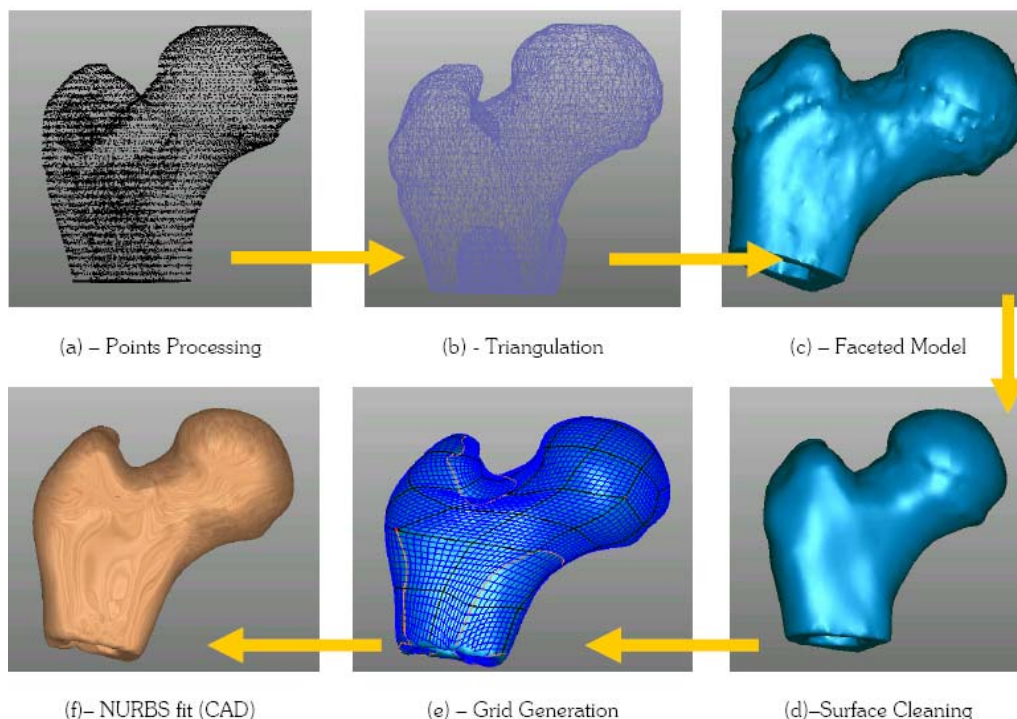 (a) – Points Processing
(b) - Triangulation
(c) – Faceted Model
(f)– NURBS fit (CAD)
(e) – Grid Generation
(d)–Surface Cleaning